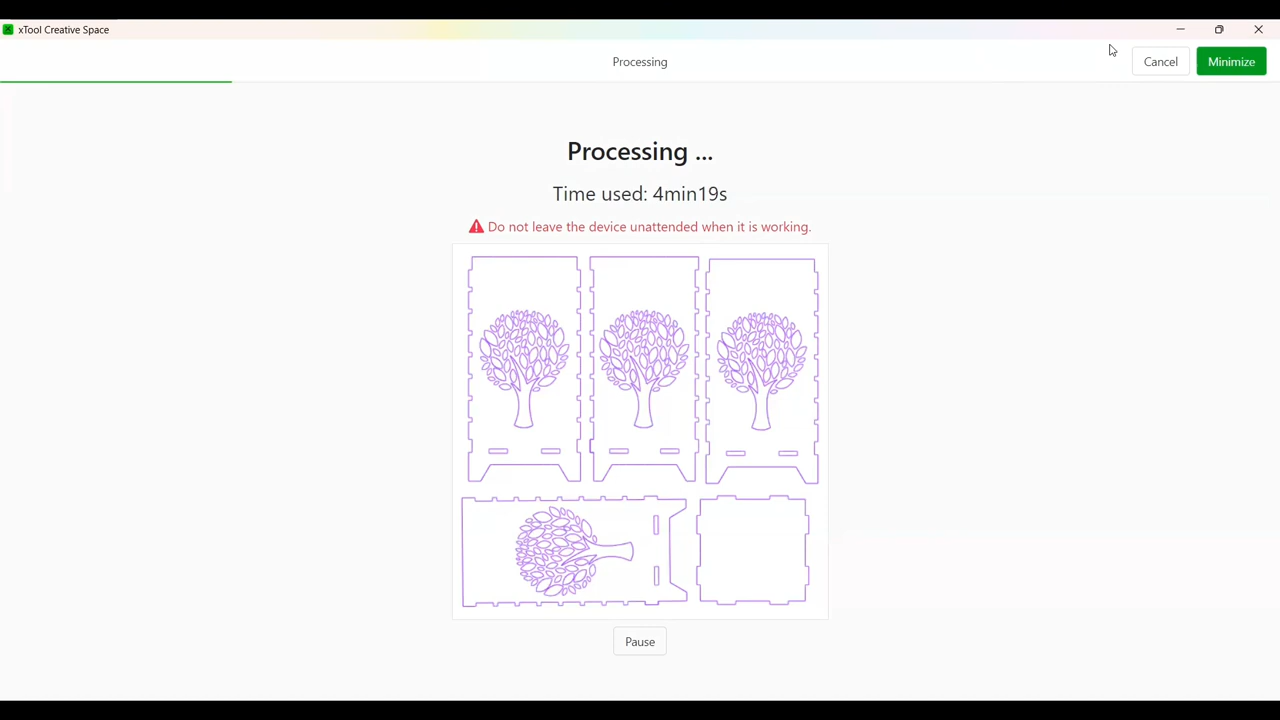 xTool Creative Space
Processing
Cancel
Minimize
Processing ...
Time used: 4min19s
Do not leave the device unattended when it is working.
Pause